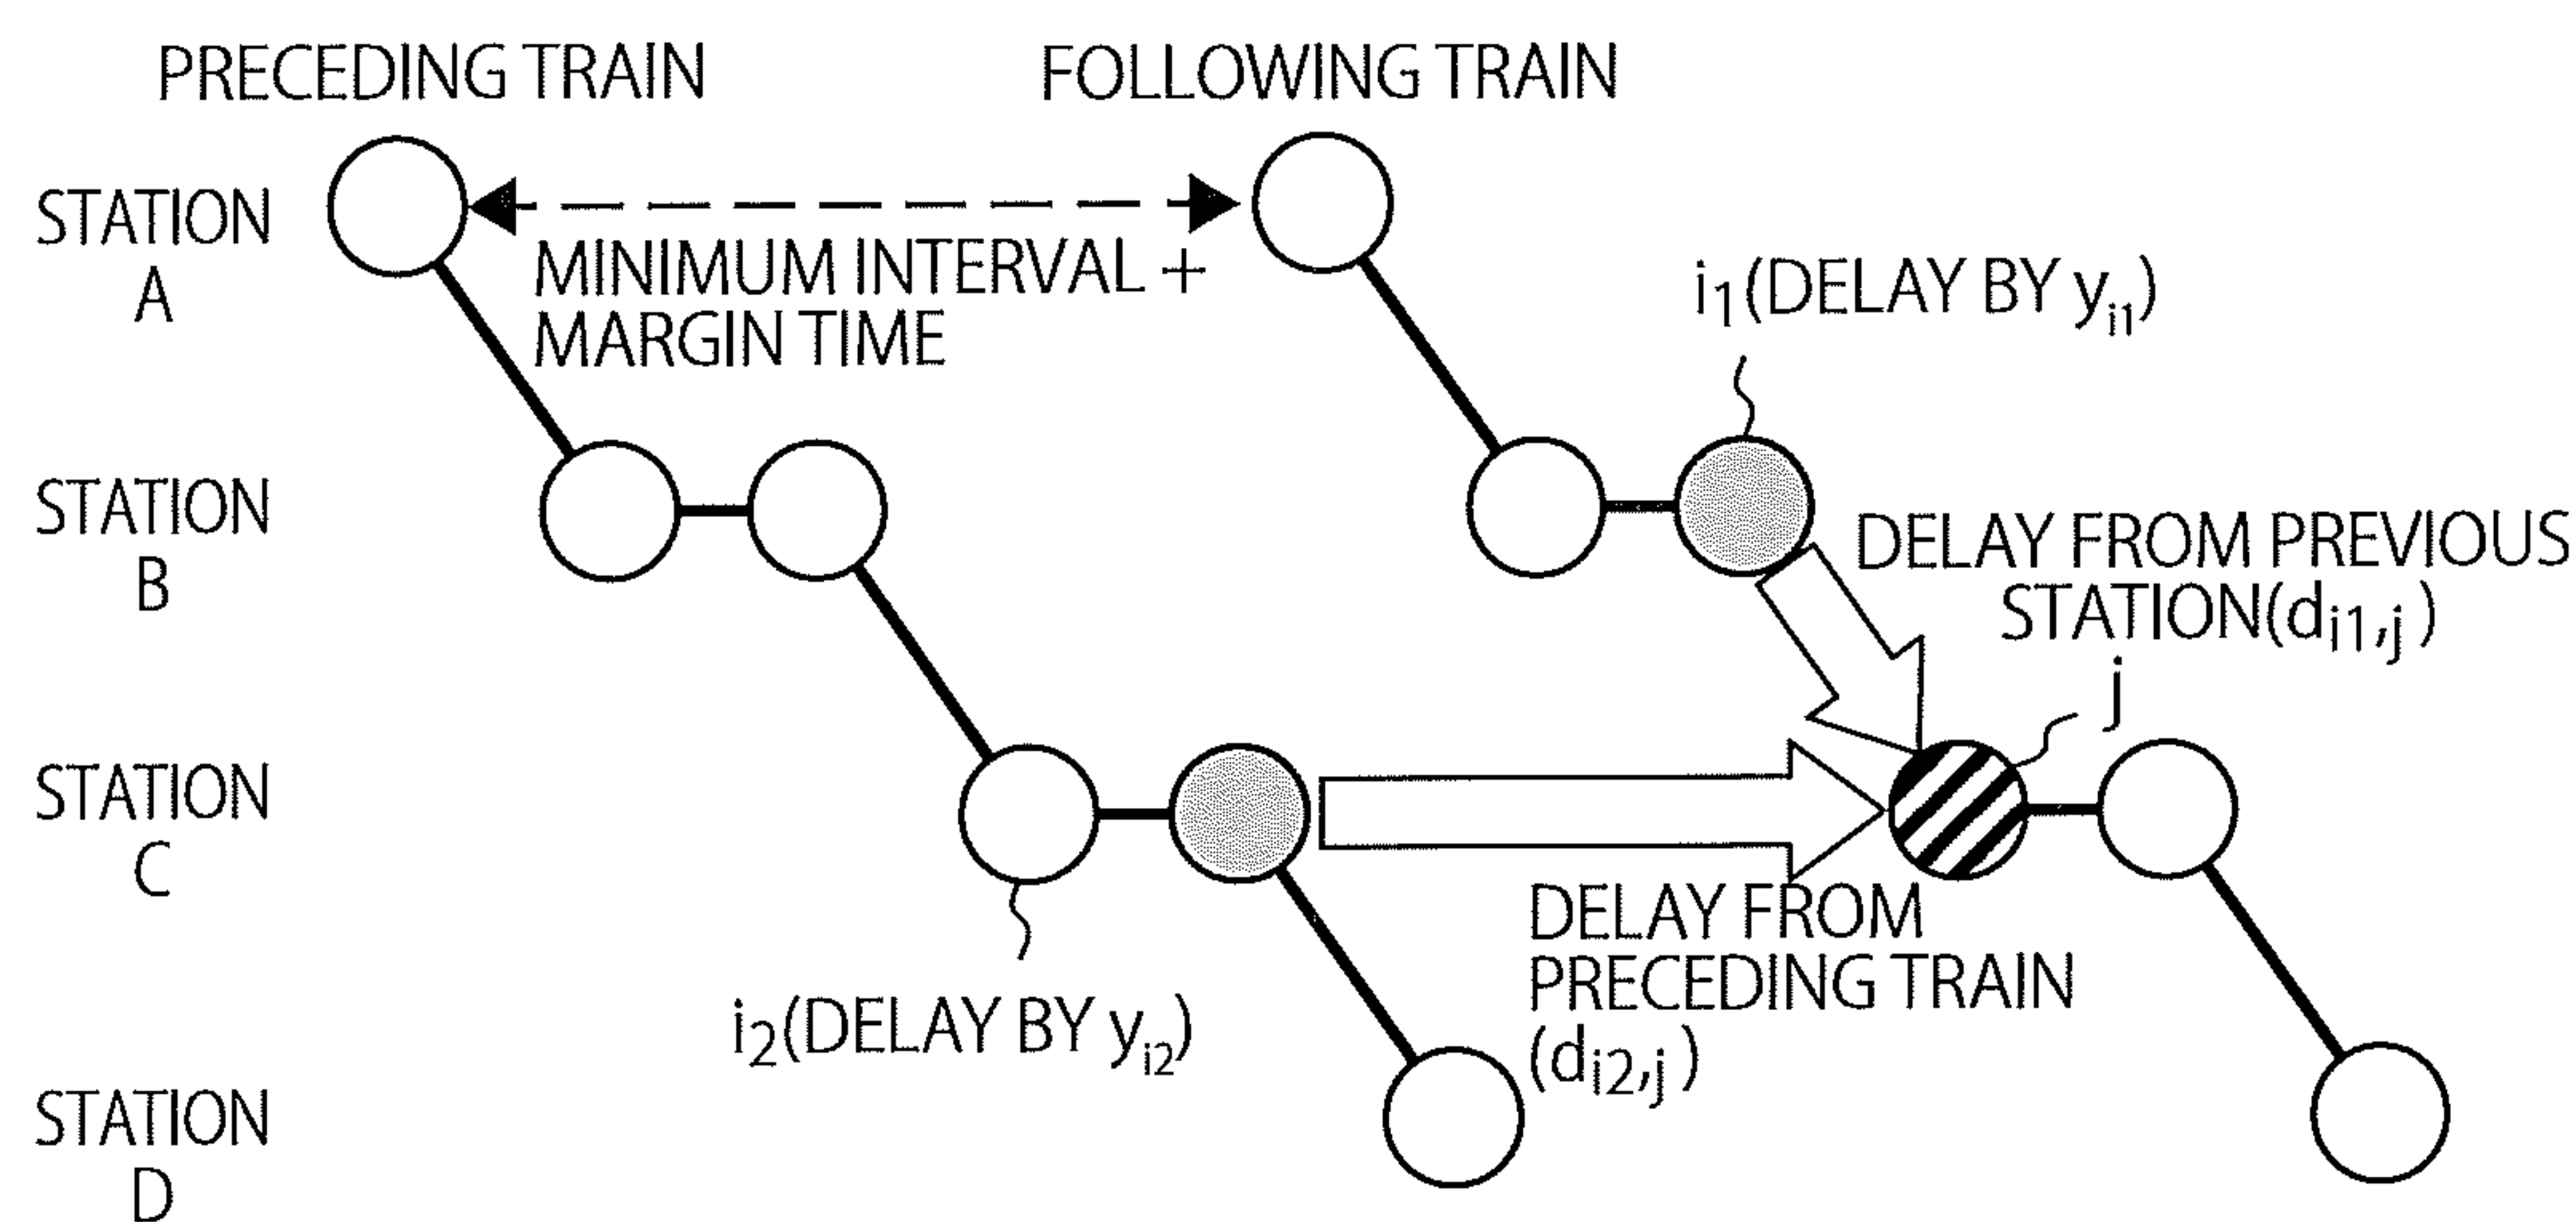 PRECEDING TRAIN
FOLLOWING TRAIN
STATION
A
MINIMUM INTERVAL +
MARGIN TIME
i1(DELAY BY yi1)
STATION
B
DELAY FROM PREVIOUS
STATION(di1,j )
j
STATION
C
DELAY FROM
PRECEDING TRAIN
(di2,j )
i2(DELAY BY yi2)
STATION
D